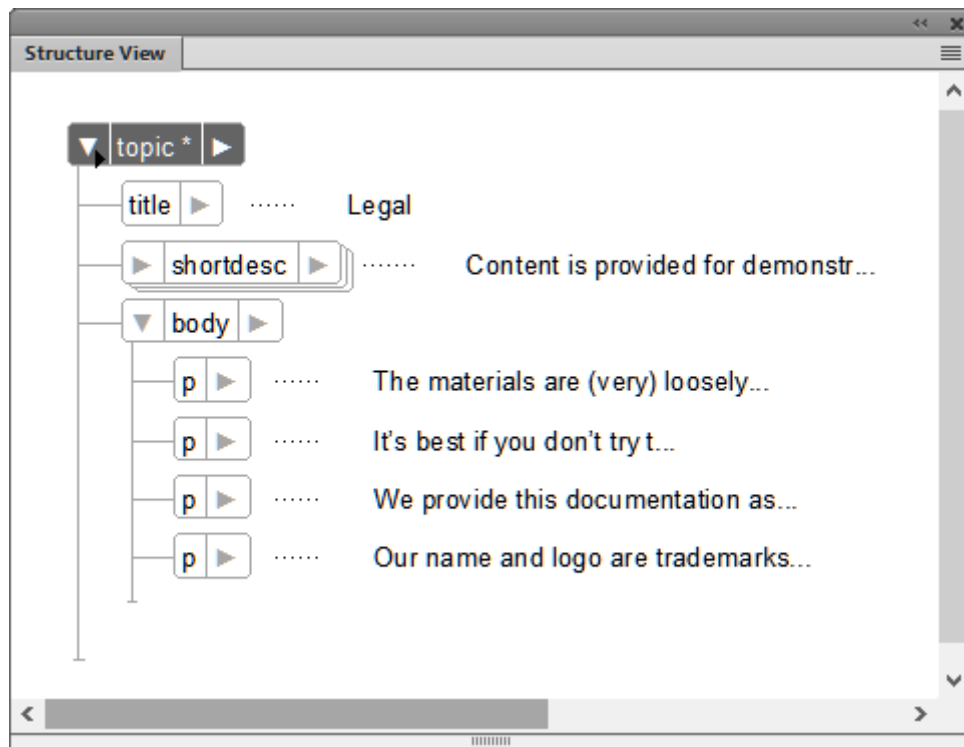 Structure View
topic *
title Legal
shortdesc Content is provided for demonstr...
body
p The materials are (very) loosely...
p It's best if you don't try t...
p We provide this documentation as...
p Our name and logo are trademarks...